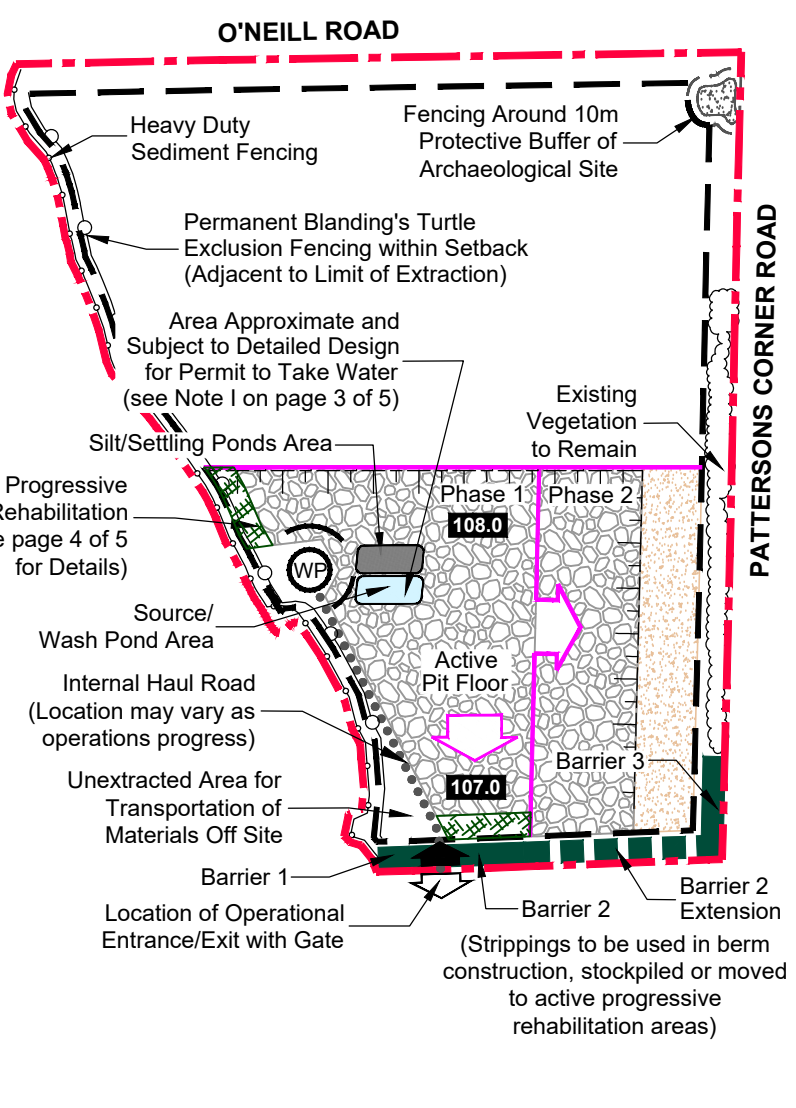 O'NEILL ROAD
Heavy Duty
Sediment Fencing
Fencing Around 10m
Protective Buffer of
Archaeological Site
Permanent Blanding's Turtle
Exclusion Fencing within Setback
(Adjacent to Limit of Extraction)
PATTERSONS CORNER ROAD
Area Approximate and
Subject to Detailed Design
for Permit to Take Water
(see Note I on page 3 of 5)
Existing
Vegetation
to Remain
Silt/Settling Ponds Area
Progressive
Rehabilitation
page 4 of 5
for Details)
Phase 1
108.0
Phase 2
WP
Source/
Wash Pond Area
Active
Pit Floor
Internal Haul Road
(Location may vary as
operations progress)
Barrier 3
107.0
Unextracted Area for
Transportation of
Materials Off Site
Barrier 1
Barrier 2
Barrier 2
Extension
Location of Operational
Entrance/Exit with Gate
(Strippings to be used in berm
construction, stockpiled or moved
to active progressive
rehabilitation areas)